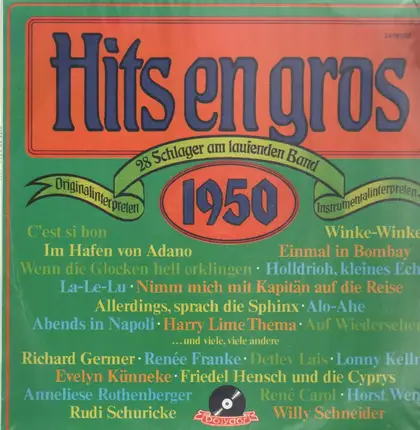 Hits en gros
28 Schlager am laufenden Band
Originalinterpreten
1950
Instrumentalinterpreten
C'est si bon
Winke-Winke
Im Hafen von Adano
Einmal in Bombay
Wenn die Glocken hell erklingen · Holldrioh, kleines Ech
La-Le-Lu · Nimm mich mit Kapitän auf die Reise
Allerdings, sprach die Sphinx · Alo-Ahe
Abends in Napoli · Harry Lime Thema · Auf Wiedersehen
...und viele, viele andere
Richard Germer · Renée Franke · Detlev Lais · Lonny Kelln
Evelyn Künneke · Friedel Hensch und die Cyprys
Anneliese Rothenberger · René Carol · Horst Wen
Rudi Schuricke
Polydor
Willy Schneider